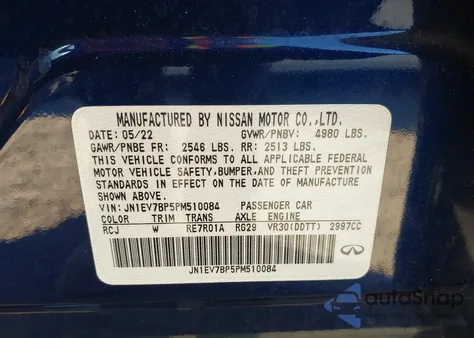 MANUFACTURED BY NISSAN MOTOR CO.,LTD.
DATE: 05/22 GVWR/PNBV: 4980 LBS.
GAWR/PNBE FR: 2546 LBS. RR: 2513 LBS.
THIS VEHICLE CONFORMS TO ALL APPLICABLE FEDERAL
MOTOR VEHICLE SAFETY, BUMPER, AND THEFT PREVENTION
STANDARDS IN EFFECT ON THE DATE OF MANUFACTURE
SHOWN ABOVE.
VIN:JN1EV7BP5PM510084 PASSENGER CAR
COLOR TRIM TRANS AXLE ENGINE
RCJ W RE7R01A RG29 VR30(DDTT) 2997CC
JN1EV7BP5PM510084
autoSnap